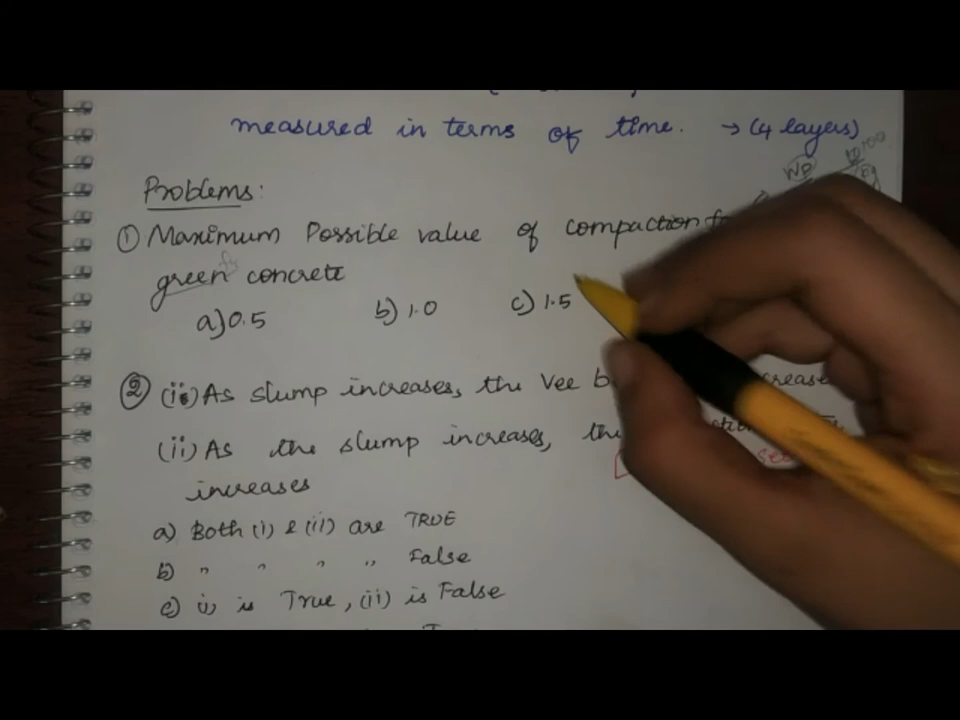 measured in terms of time. → (4 layers)
Problems:
① Maximum Possible value of compaction
green concrete
a) 0.5 b) 1.0 c) 1.5
② (i) As slump increases, the Vee
(ii) As the slump increases, the
increases
a) Both (i) & (ii) are TRUE
b) " " " " False
c) (i) is True, (ii) is False